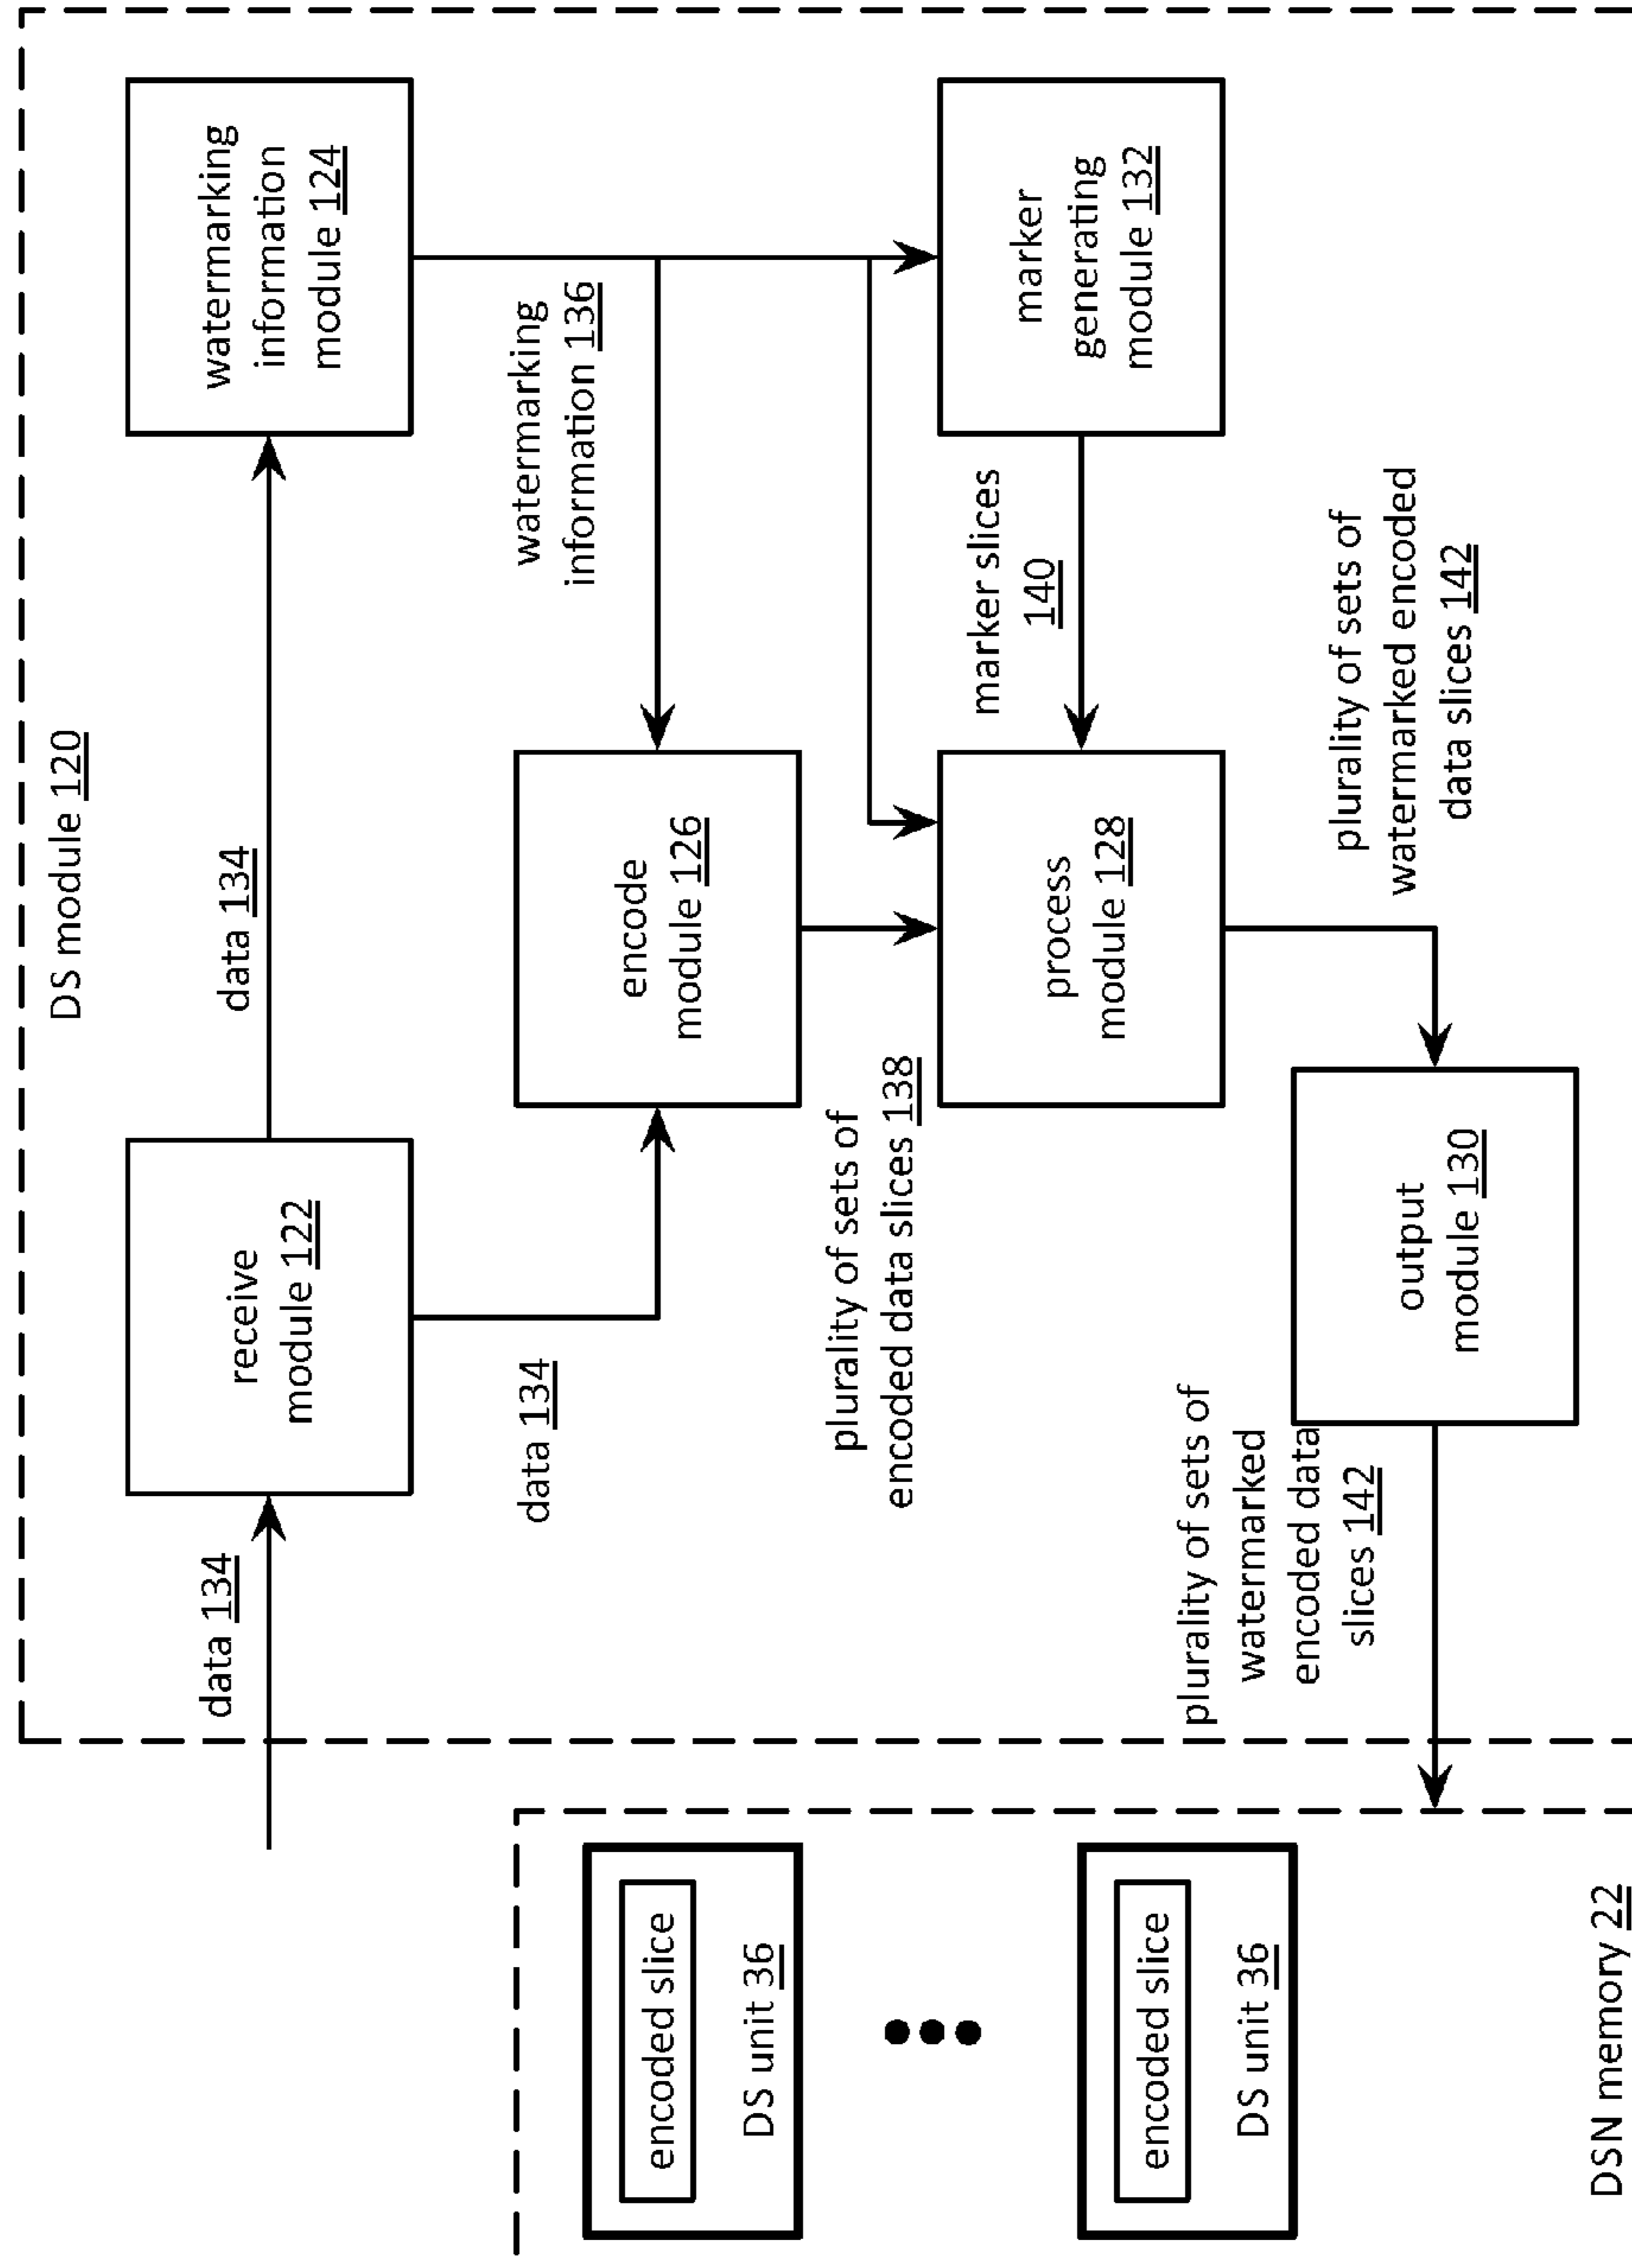 DS module 120
data 134
receive
module 122
data 134
watermarking
information
module 124
data 134
watermarking
information 136
encode
module 126
plurality of sets of
encoded data slices 138
process
module 128
marker slices
140
marker
generating
module 132
plurality of sets of
watermarked encoded
data slices 142
output
module 130
plurality of sets of
watermarked
encoded data
slices 142
encoded slice
DS unit 36
encoded slice
DS unit 36
DSN memory 22